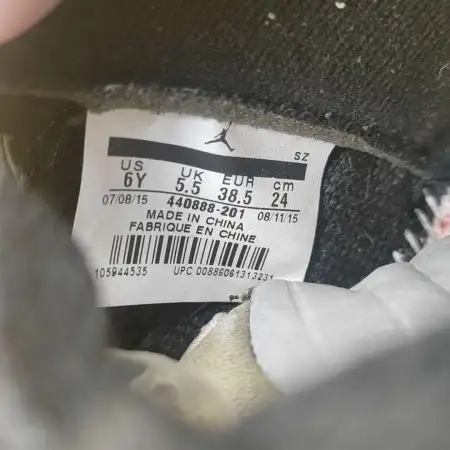 SZ
US UK EUR cm
6Y 5.5 38.5 24
07/08/15 440888-201 08/11/15
MADE IN CHINA
FABRIQUE EN CHINE
105944535 UPC 00886061313231